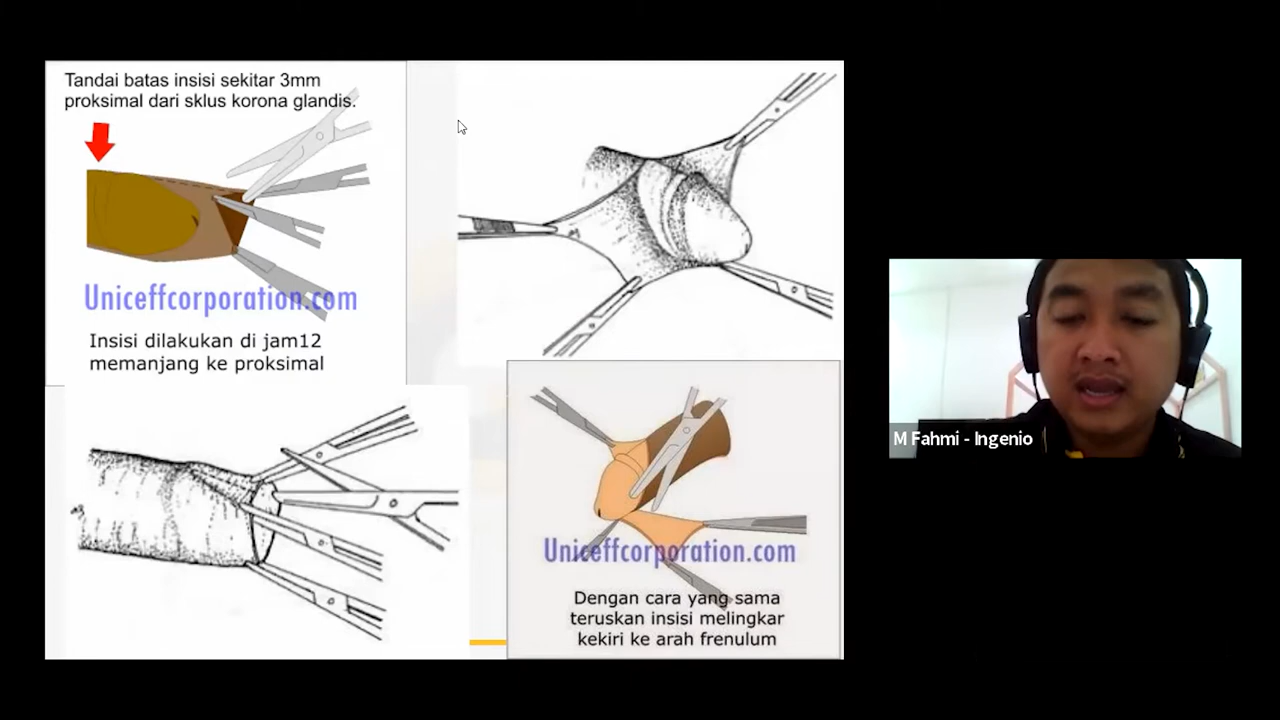 Tandai batas insisi sekitar 3mm
proksimal dari sklus korona glandis.
Uniceffcorporation.com
Insisi dilakukan di jam12
memanjang ke proksimal
Uniceffcorporation.com
Dengan cara yang sama
teruskan insisi melingkar
kekiri ke arah frenulum
M Fahmi - Ingenio